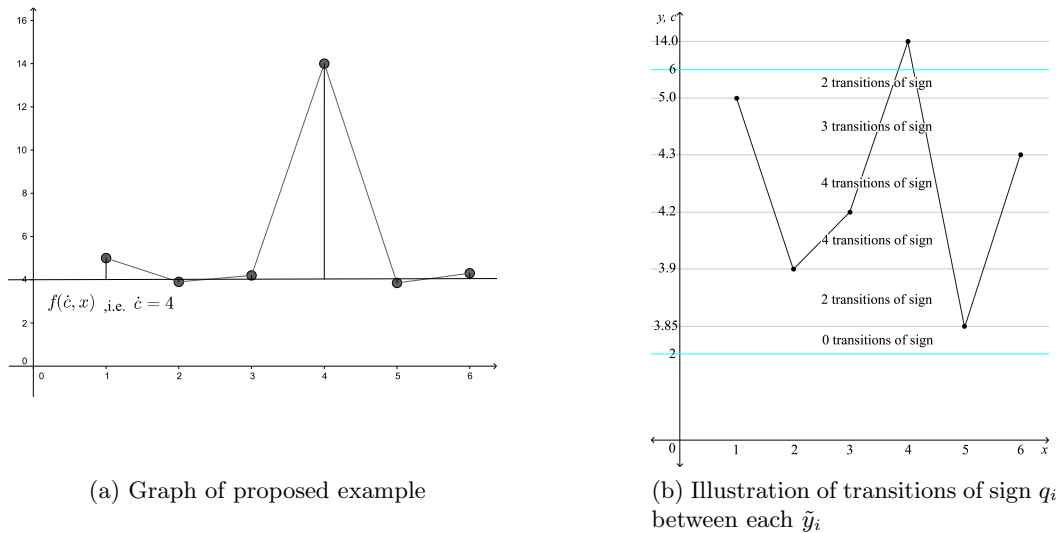 16
14
12
10
8
6
4
2
0
0 1 2 3 4 5 6
f(ċ, x) ,i.e. ċ = 4
(a) Graph of proposed example
y, c
14.0
6
2 transitions of sign
5.0
3 transitions of sign
4.3
4 transitions of sign
4.2
4 transitions of sign
3.9
2 transitions of sign
3.85
0 transitions of sign
2
0 1 2 3 4 5 6 x
(b) Illustration of transitions of sign qᵢ
between each ỹᵢ